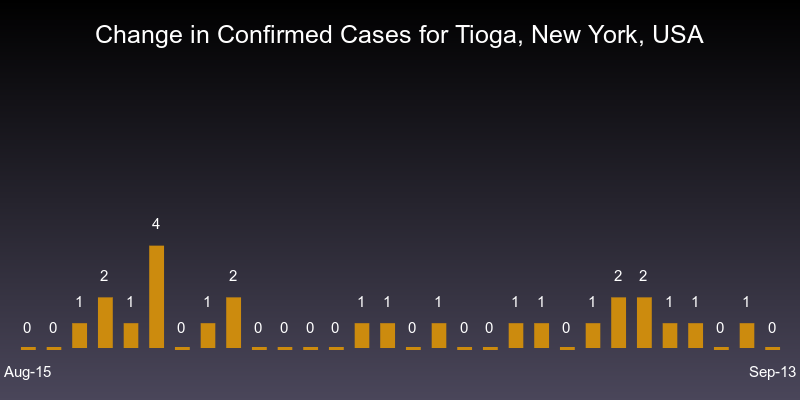 Change in Confirmed Cases for Tioga, New York, USA
4
2 2 2 2
1 1 1 1 1 1 1 1 1 1 1 1
0 0 0 0 0 0 0 0 0 0 0 0 0
Aug-15 Sep-13